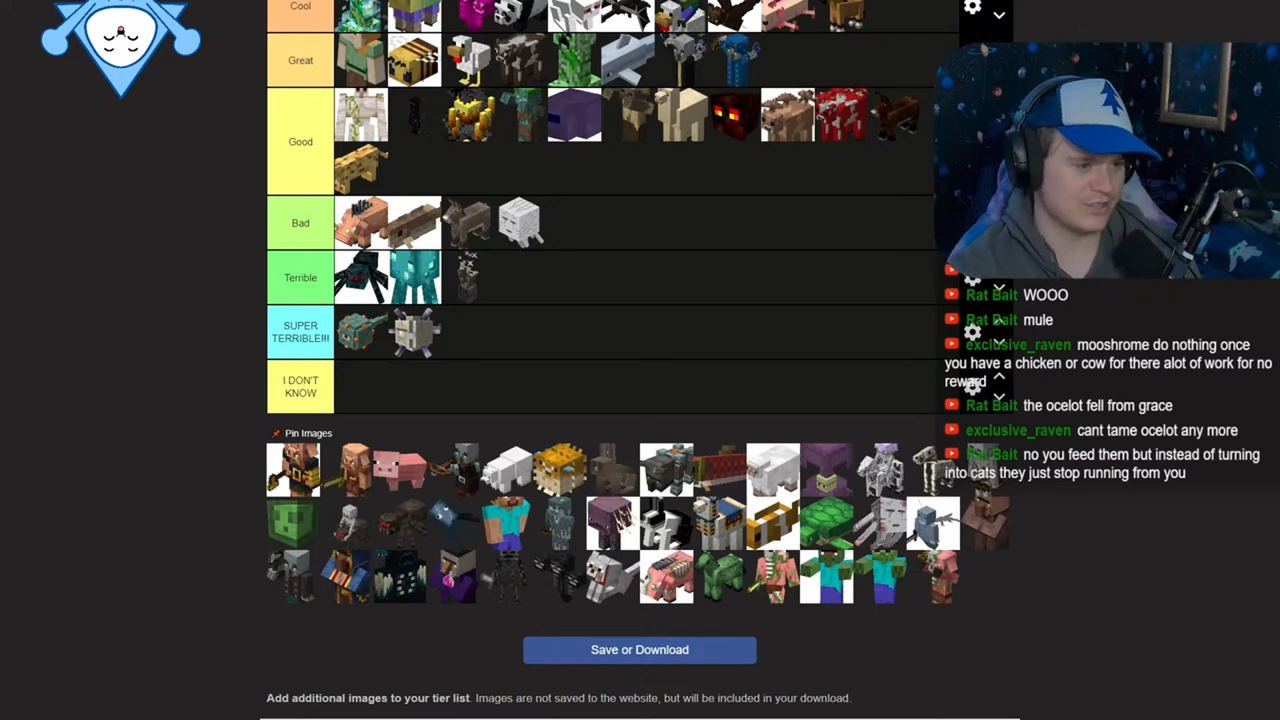 Cool
Great
Good
Bad
Terrible
SUPER
TERRIBLE!!!
I DON'T
KNOW
Rat Bait WOOO
Rat Bait mule
exclusive_raven mooshrome do nothing once
you have a chicken or cow for there alot of work for no
reward
Rat Bait the ocelot fell from grace
exclusive_raven cant tame ocelot any more
Rat Bait no you feed them but instead of turning
into cats they just stop running from you
Pin Images
Save or Download
Add additional images to your tier list. Images are not saved to the website, but will be included in your download.